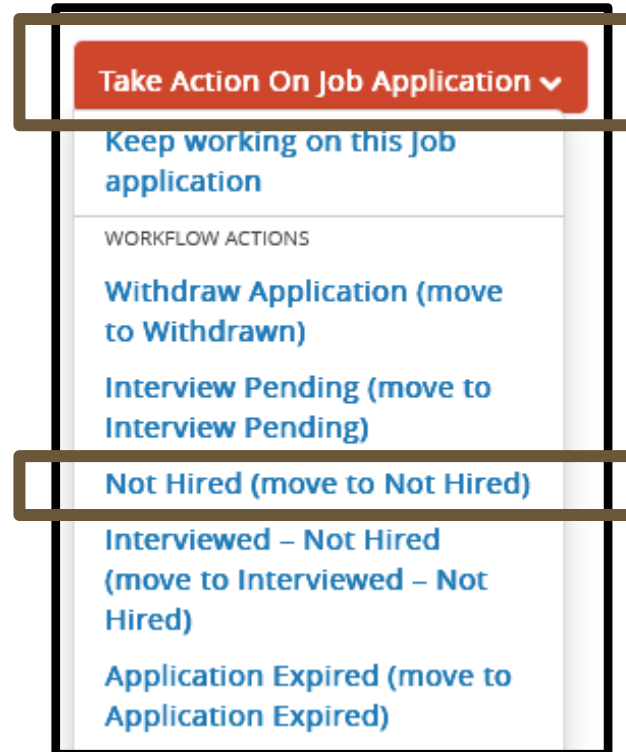 Take Action On Job Application
Keep working on this job
application
WORKFLOW ACTIONS
Withdraw Application (move
to Withdrawn)
Interview Pending (move to
Interview Pending)
Not Hired (move to Not Hired)
Interviewed – Not Hired
(move to Interviewed – Not
Hired)
Application Expired (move to
Application Expired)